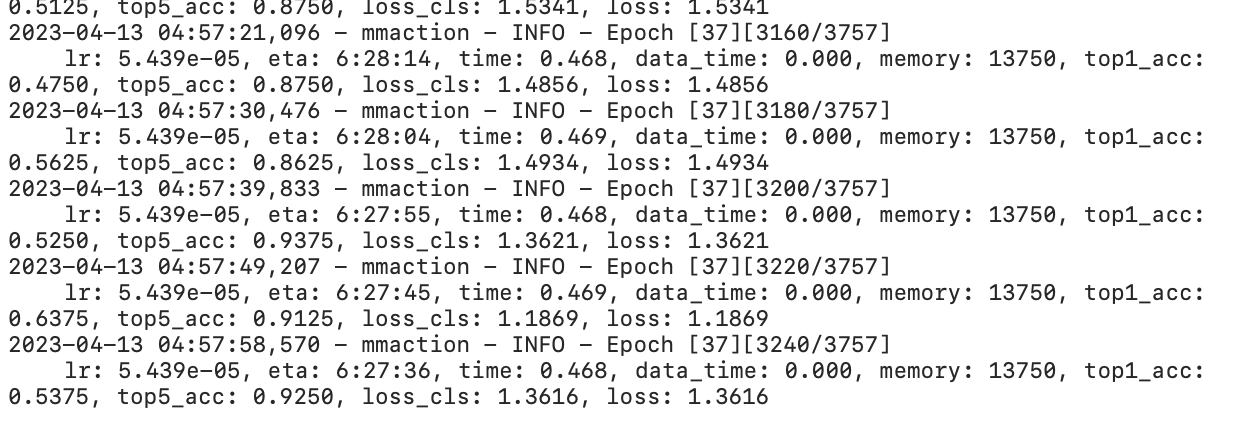 0.5125, top5_acc: 0.8750, loss_cls: 1.5341, loss: 1.5341
2023-04-13 04:57:21,096 - mmaction - INFO - Epoch [37][3160/3757]
lr: 5.439e-05, eta: 6:28:14, time: 0.468, data_time: 0.000, memory: 13750, top1_acc:
0.4750, top5_acc: 0.8750, loss_cls: 1.4856, loss: 1.4856
2023-04-13 04:57:30,476 - mmaction - INFO - Epoch [37][3180/3757]
lr: 5.439e-05, eta: 6:28:04, time: 0.469, data_time: 0.000, memory: 13750, top1_acc:
0.5625, top5_acc: 0.8625, loss_cls: 1.4934, loss: 1.4934
2023-04-13 04:57:39,833 - mmaction - INFO - Epoch [37][3200/3757]
lr: 5.439e-05, eta: 6:27:55, time: 0.468, data_time: 0.000, memory: 13750, top1_acc:
0.5250, top5_acc: 0.9375, loss_cls: 1.3621, loss: 1.3621
2023-04-13 04:57:49,207 - mmaction - INFO - Epoch [37][3220/3757]
lr: 5.439e-05, eta: 6:27:45, time: 0.469, data_time: 0.000, memory: 13750, top1_acc:
0.6375, top5_acc: 0.9125, loss_cls: 1.1869, loss: 1.1869
2023-04-13 04:57:58,570 - mmaction - INFO - Epoch [37][3240/3757]
lr: 5.439e-05, eta: 6:27:36, time: 0.468, data_time: 0.000, memory: 13750, top1_acc:
0.5375, top5_acc: 0.9250, loss_cls: 1.3616, loss: 1.3616